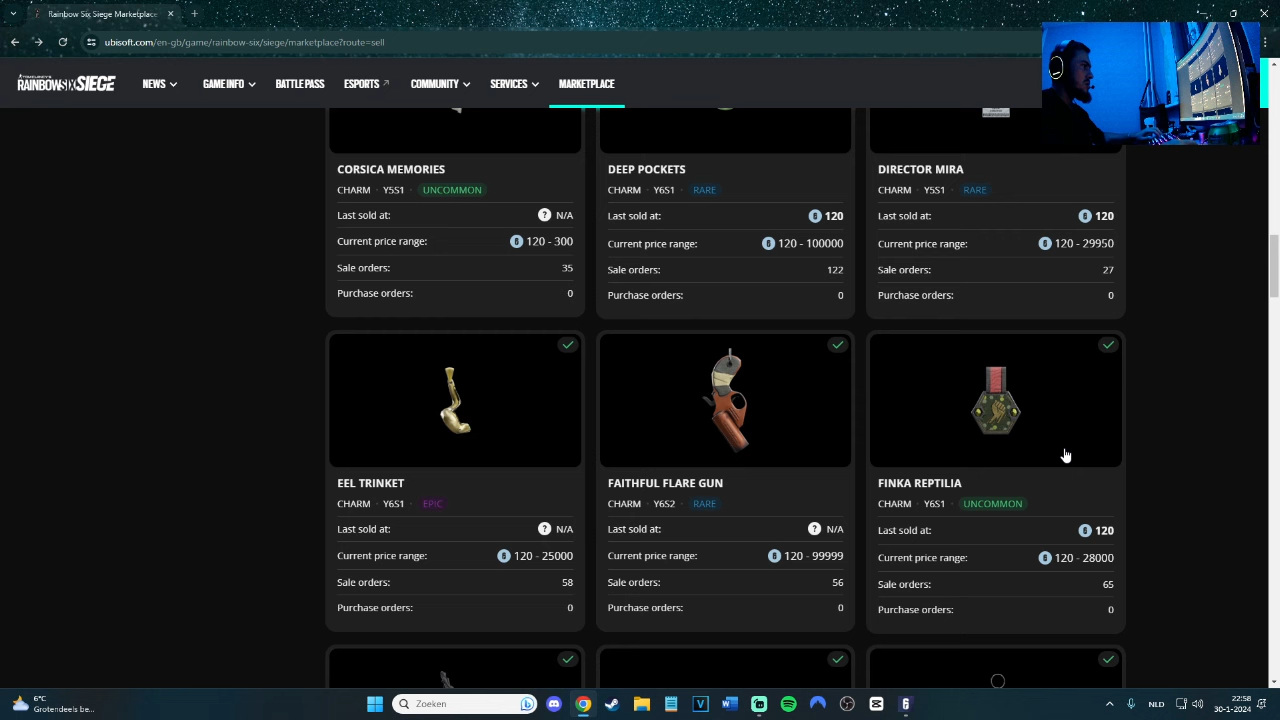 Rainbow Six Siege Marketplace
ubisoft.com/en-gb/game/rainbow-six/siege/marketplace?route=sell
RAINBOWSIXSIEGE
NEWS
GAME INFO
BATTLE PASS
ESPORTS
COMMUNITY
SERVICES
MARKETPLACE
CORSICA MEMORIES
CHARM · Y5S1 · UNCOMMON
Last sold at: ? N/A
Current price range: 120 - 300
Sale orders: 35
Purchase orders: 0
DEEP POCKETS
CHARM · Y6S1 · RARE
Last sold at: 120
Current price range: 120 - 100000
Sale orders: 122
Purchase orders: 0
DIRECTOR MIRA
CHARM · Y5S1 · RARE
Last sold at: 120
Current price range: 120 - 29950
Sale orders: 27
Purchase orders: 0
EEL TRINKET
CHARM · Y6S1 · EPIC
Last sold at: ? N/A
Current price range: 120 - 25000
Sale orders: 58
Purchase orders: 0
FAITHFUL FLARE GUN
CHARM · Y6S2 · RARE
Last sold at: ? N/A
Current price range: 120 - 99999
Sale orders: 56
Purchase orders: 0
FINKA REPTILIA
CHARM · Y6S1 · UNCOMMON
Last sold at: 120
Current price range: 120 - 28000
Sale orders: 65
Purchase orders: 0
6°C
Grotendeels be...
Zoeken
NLD
22:58
30-1-2024